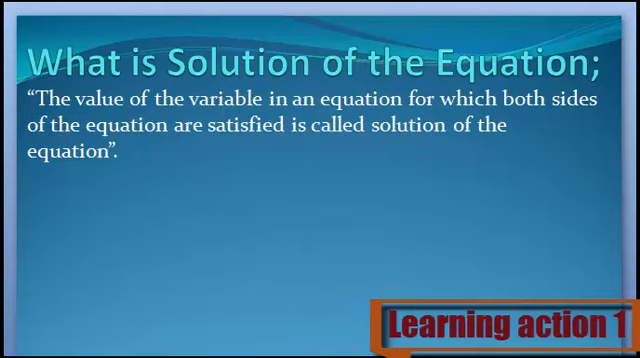 What is Solution of the Equation;
“The value of the variable in an equation for which both sides
of the equation are satisfied is called solution of the
equation”.
Learning action 1